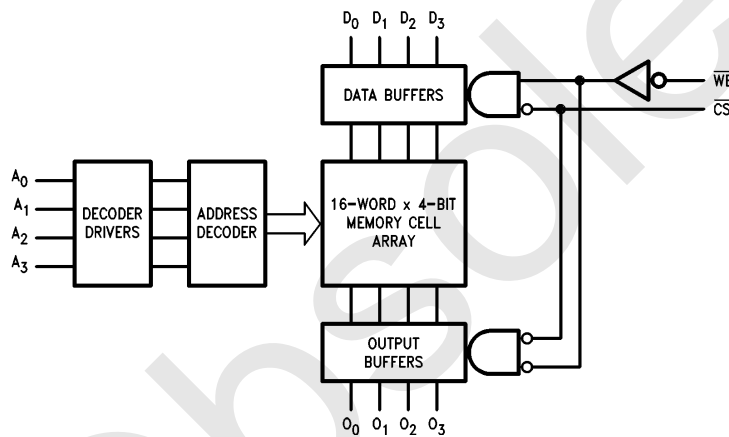 D0 D1 D2 D3
DATA BUFFERS
WE
CS
A0
A1
A2
A3
DECODER
DRIVERS
ADDRESS
DECODER
16-WORD x 4-BIT
MEMORY CELL
ARRAY
OUTPUT
BUFFERS
O0 O1 O2 O3